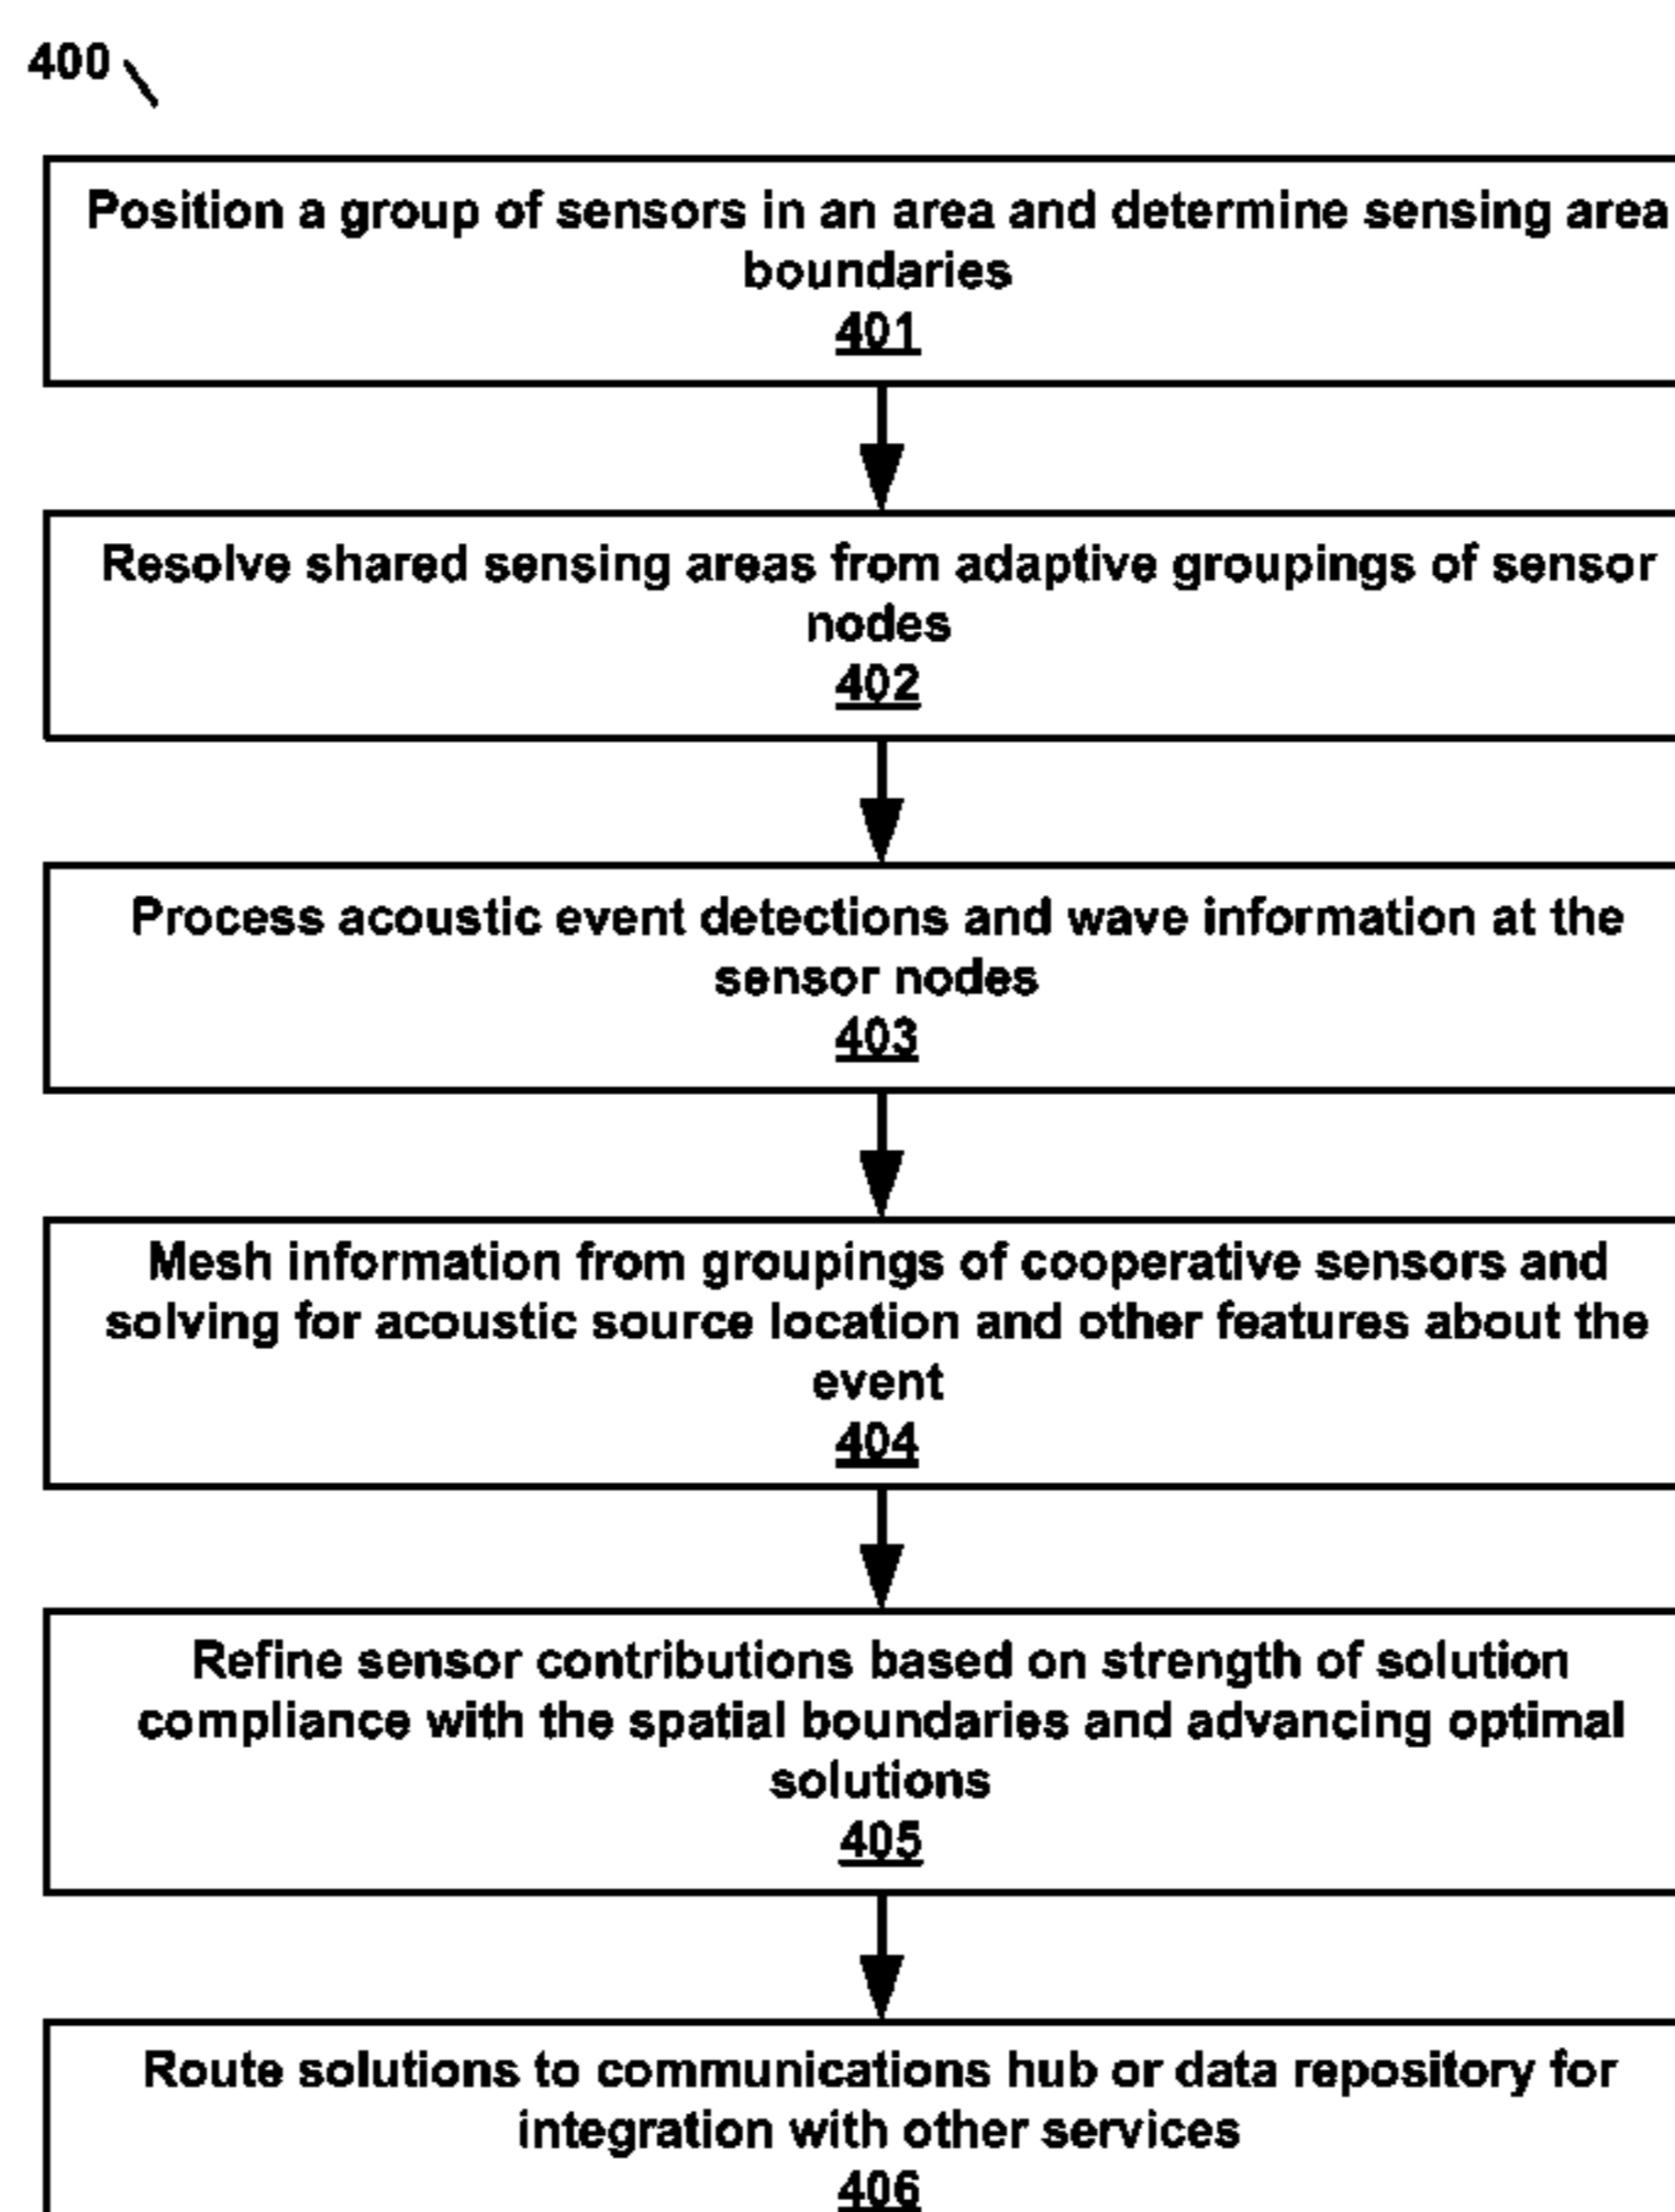 400
Position a group of sensors in an area and determine sensing area
boundaries
401
Resolve shared sensing areas from adaptive groupings of sensor
nodes
402
Process acoustic event detections and wave information at the
sensor nodes
403
Mesh information from groupings of cooperative sensors and
solving for acoustic source location and other features about the
event
404
Refine sensor contributions based on strength of solution
compliance with the spatial boundaries and advancing optimal
solutions
405
Route solutions to communications hub or data repository for
integration with other services
406